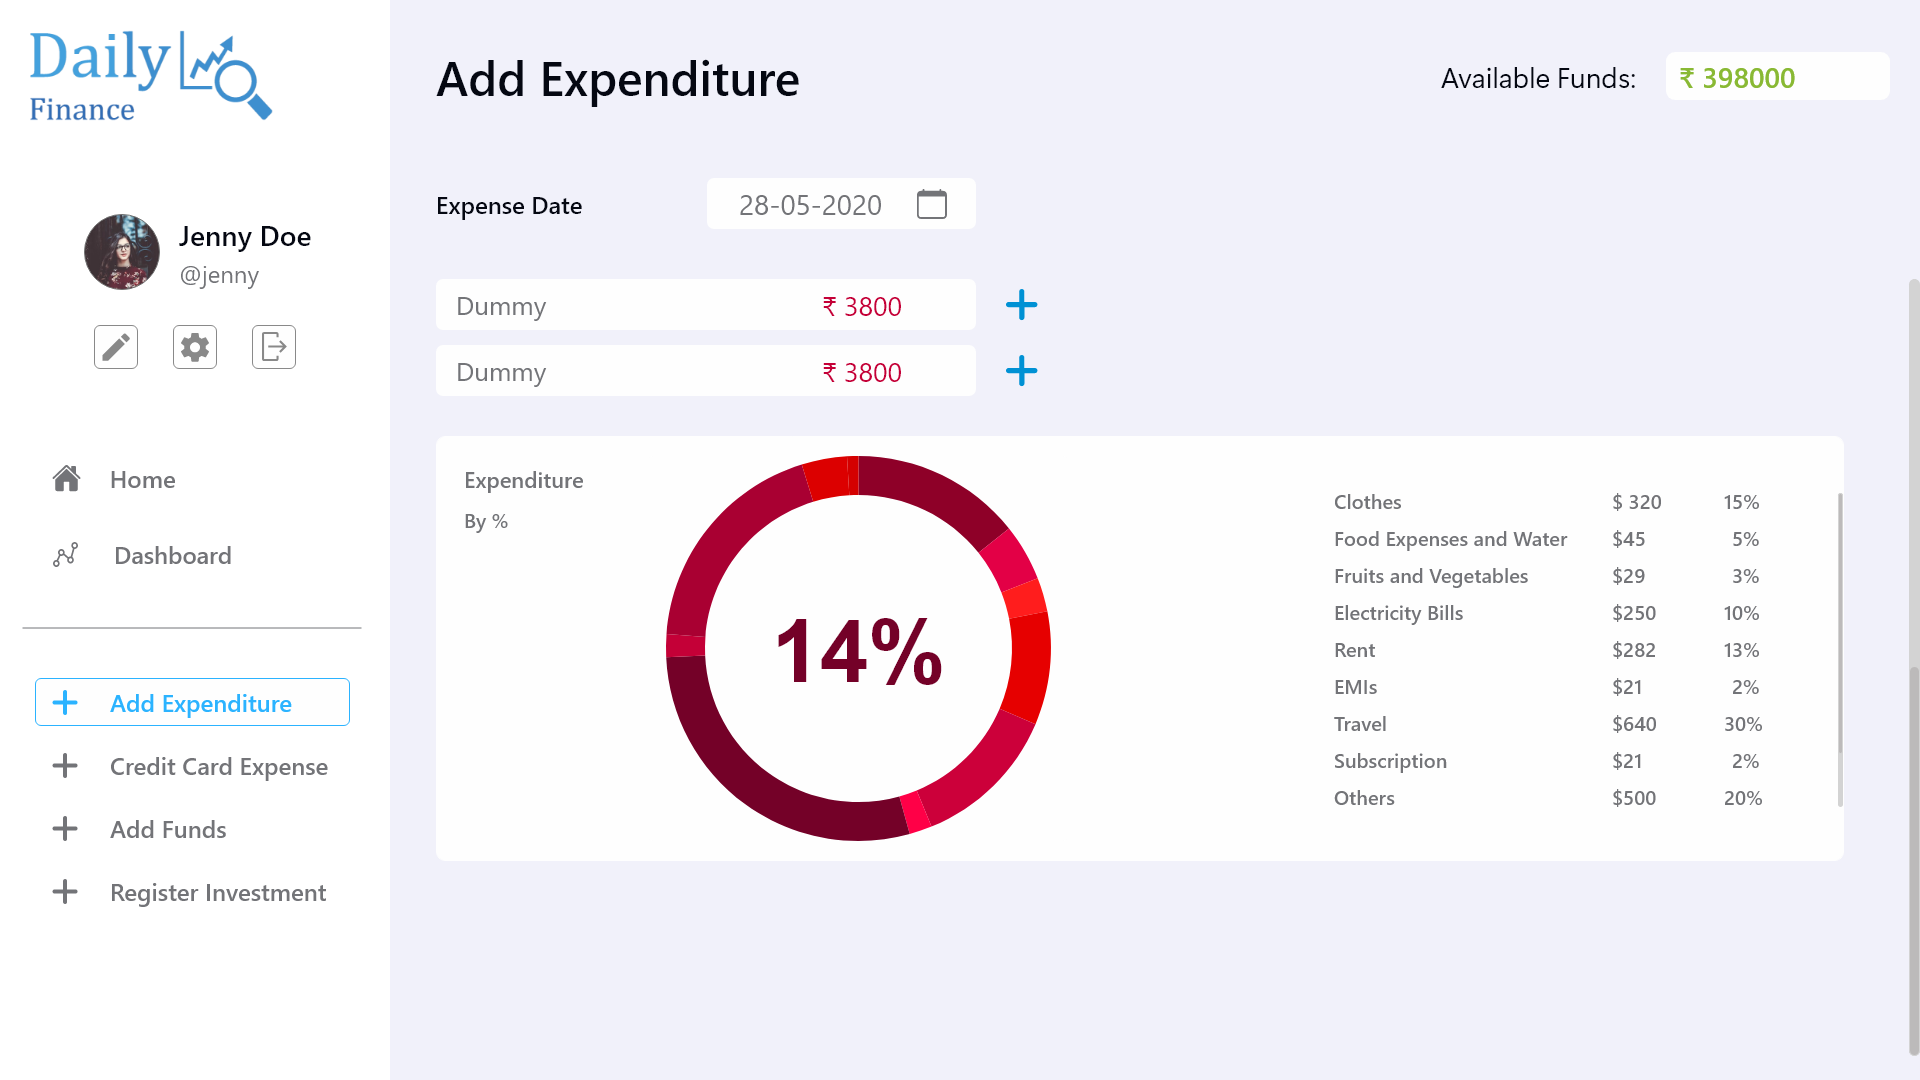 Daily
Finance
Jenny Doe
@jenny
Home
Dashboard
Add Expenditure
Credit Card Expense
Add Funds
Register Investment
Add Expenditure
Available Funds: ₹ 398000
Expense Date 28-05-2020
Dummy ₹ 3800
Dummy ₹ 3800
Expenditure
By %
14%
Clothes $ 320 15%
Food Expenses and Water $45 5%
Fruits and Vegetables $29 3%
Electricity Bills $250 10%
Rent $282 13%
EMIs $21 2%
Travel $640 30%
Subscription $21 2%
Others $500 20%